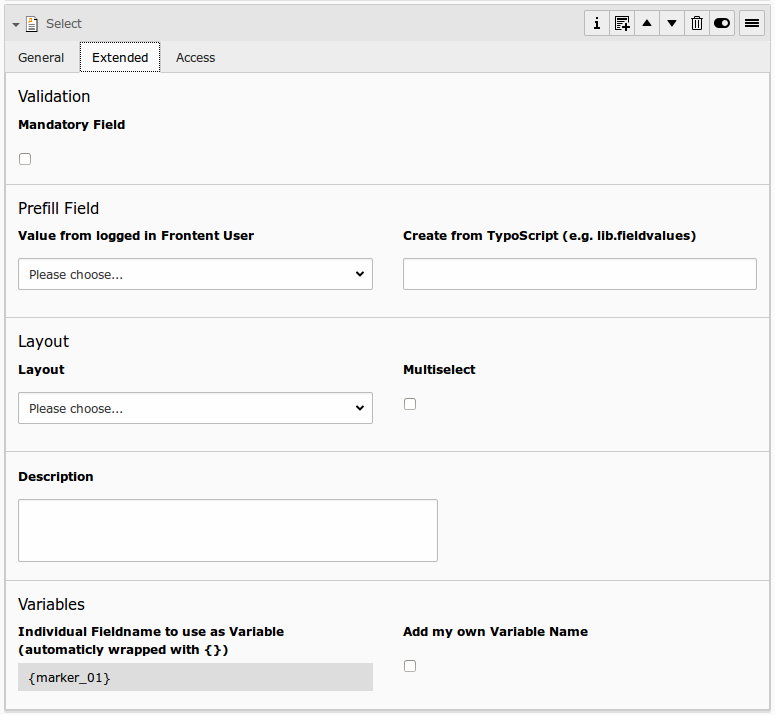 Select
General Extended Access
Validation
Mandatory Field
Prefill Field
Value from logged in Frontent User Create from TypoScript (e.g. lib.fieldvalues)
Please choose...
Layout
Layout Multiselect
Please choose...
Description
Variables
Individual Fieldname to use as Variable Add my own Variable Name
(automaticly wrapped with {})
{marker_01}